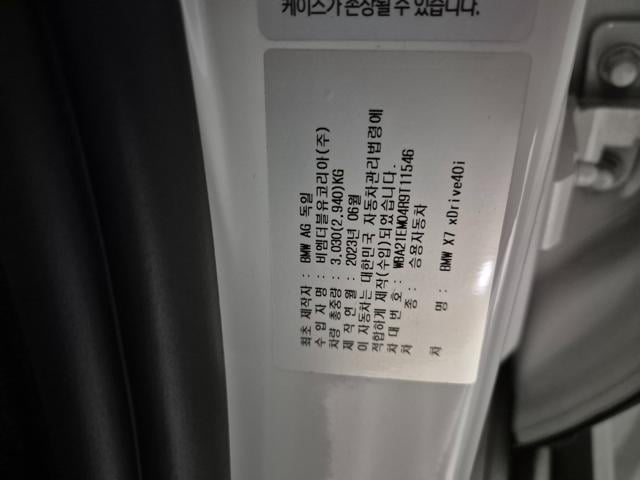 케이스가 손상될 수 있습니다.
최초 제작자 : BMW AG 독일
수 입 자 명 : 비엠더블유코리아(주)
차량 총중량 : 3,030(2,940)KG
제 작 연 월 : 2023년 06월
이 자동차는 대한민국 자동차관리법령에
적합하게 제작(수입)되었습니다.
차 대 번 호 : WBA21EM04R9T11546
차 종 : 승용자동차
차 명 : BMW X7 xDrive40i